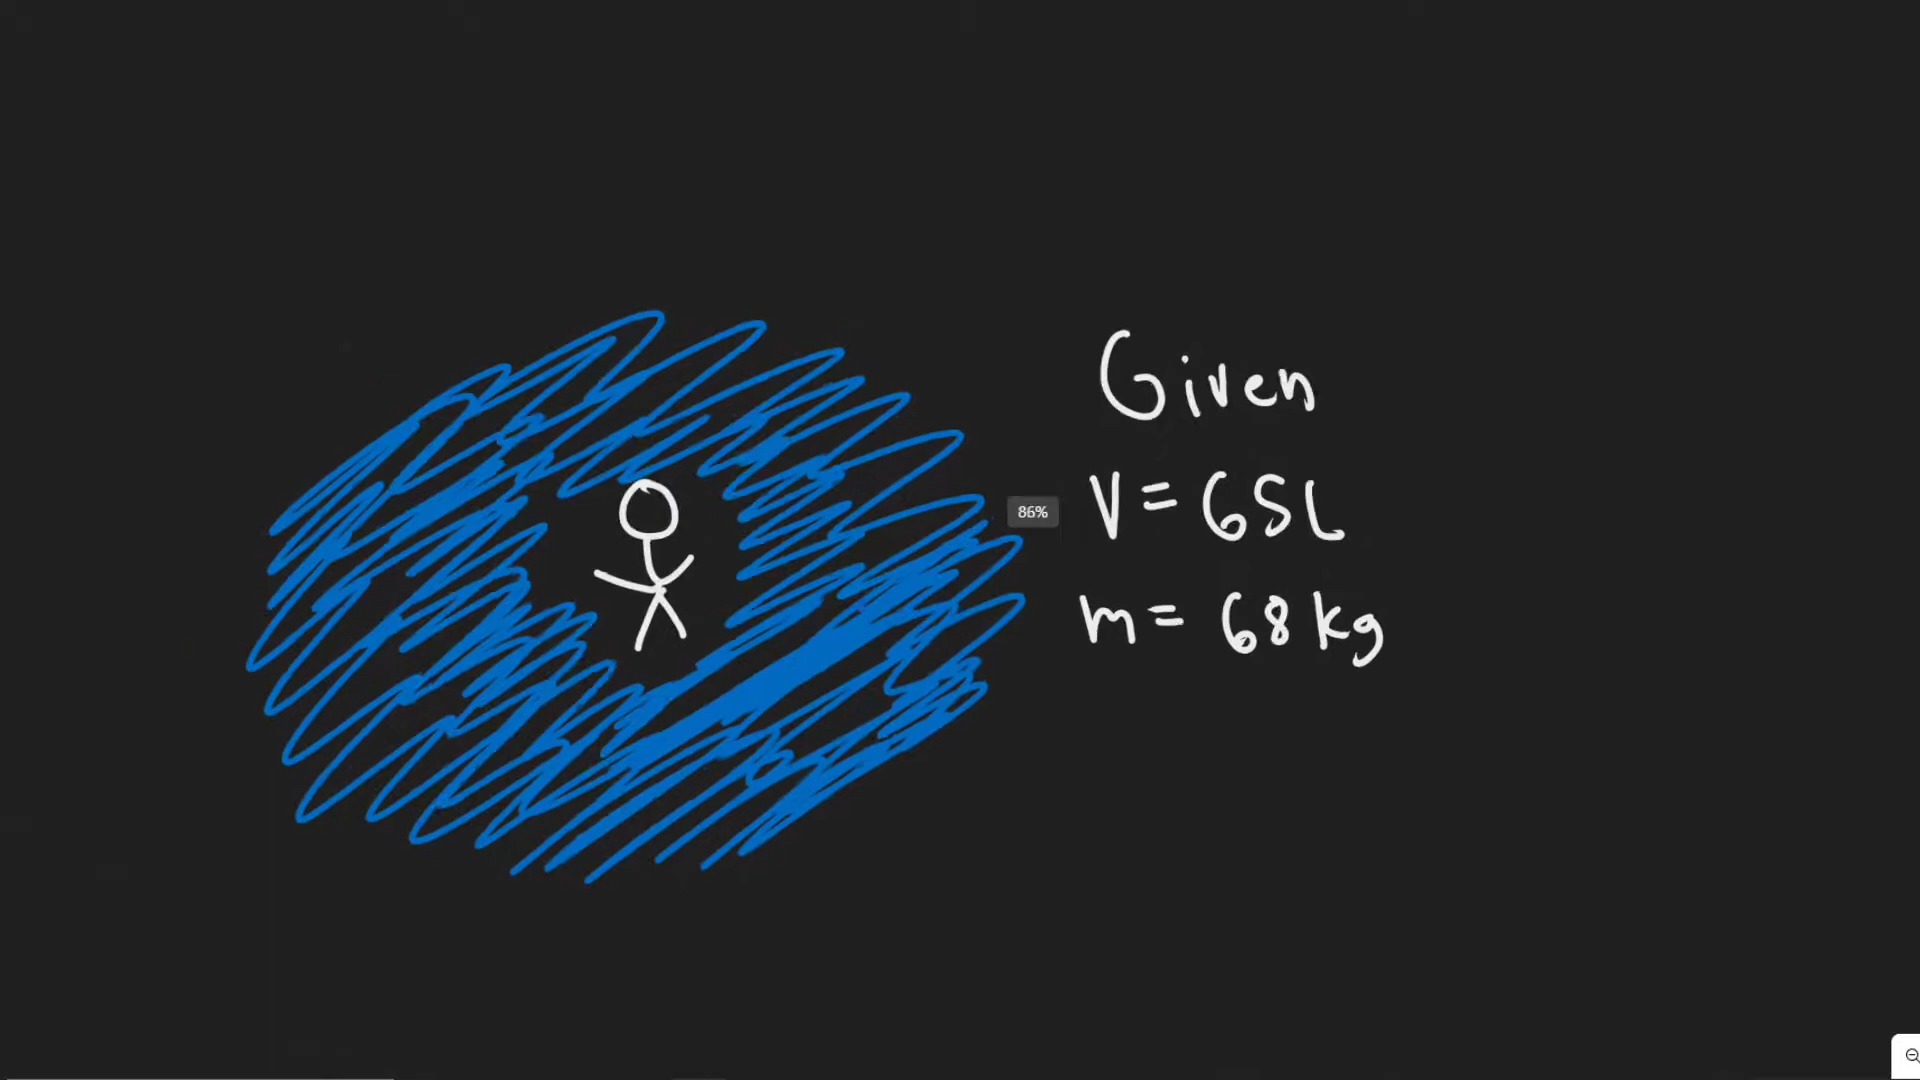 Given
V = 65L
86%
m = 68 kg